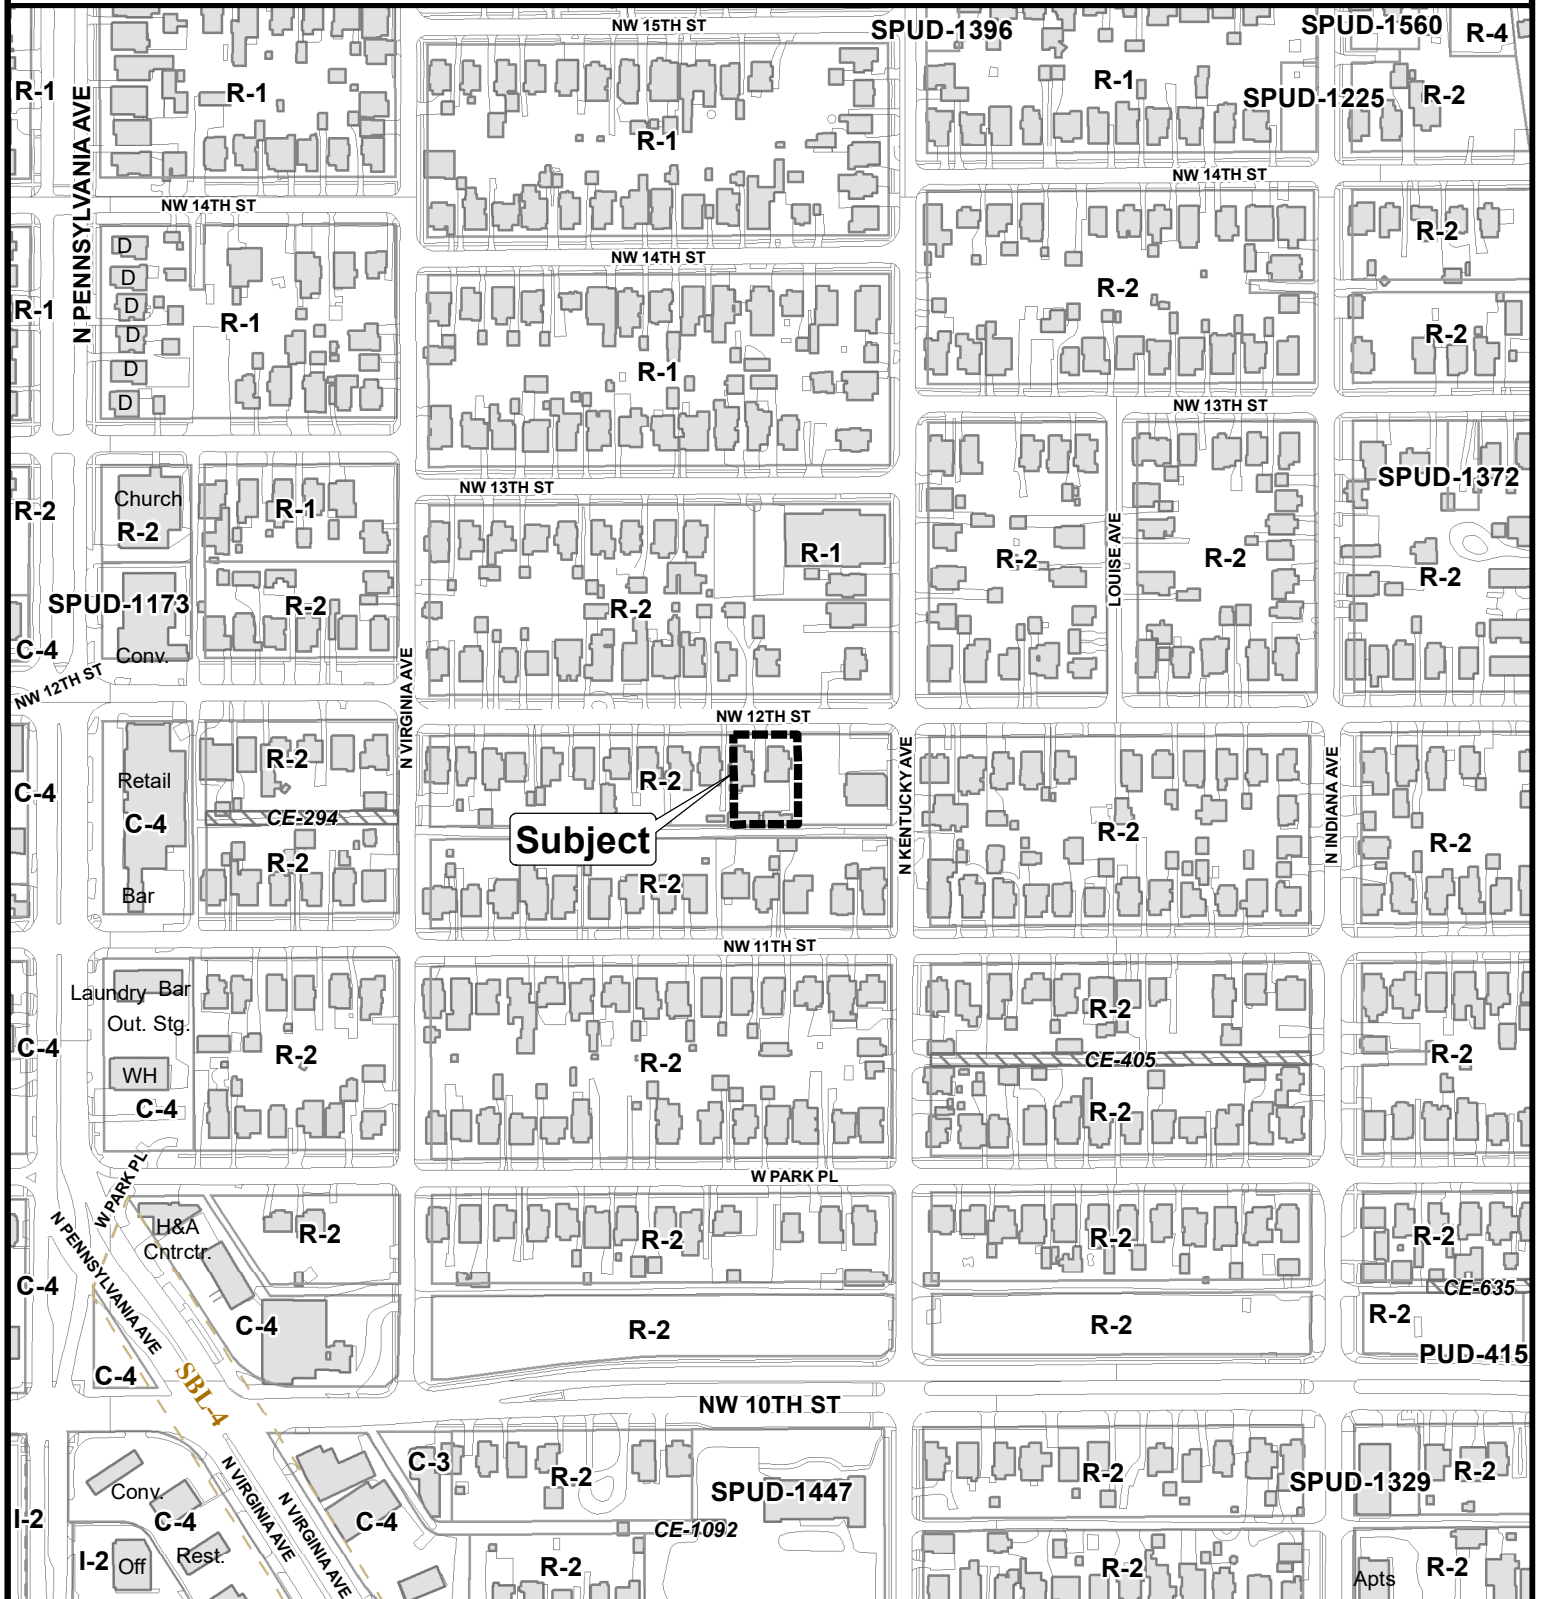 NW 15TH ST
SPUD-1396
SPUD-1560
R-4
R-1
R-1
R-1
R-1
SPUD-1225
R-2
N PENNSYLVANIA AVE
NW 14TH ST
NW 14TH ST
R-2
D
D
D
D
D
D
R-1
R-1
NW 14TH ST
R-1
R-2
R-2
NW 13TH ST
NW 13TH ST
R-2
Church
R-2
R-1
R-1
R-2
LOUISE AVE
R-2
SPUD-1372
R-2
SPUD-1173
R-2
R-2
C-4
Conv.
NW 12TH ST
N VIRGINIA AVE
NW 12TH ST
C-4
Retail
C-4
R-2
CE-294
R-2
Bar
R-2
Subject
R-2
N KENTUCKY AVE
R-2
N INDIANA AVE
R-2
NW 11TH ST
Laundry
Bar
Out. Stg.
C-4
WH
C-4
R-2
R-2
R-2
CE-405
R-2
R-2
W PARK PL
W PARK PL
N PENNSYLVANIA AVE
H&A
Cntrctr.
R-2
R-2
R-2
R-2
C-4
CE-635
C-4
R-2
R-2
R-2
PUD-415
C-4
SBL-4
NW 10TH ST
C-3
R-2
SPUD-1447
R-2
SPUD-1329
R-2
Conv.
C-4
N VIRGINIA AVE
N VIRGINIA AVE
C-4
I-2
CE-1092
I-2
Off
Rest.
R-2
R-2
Apts
R-2